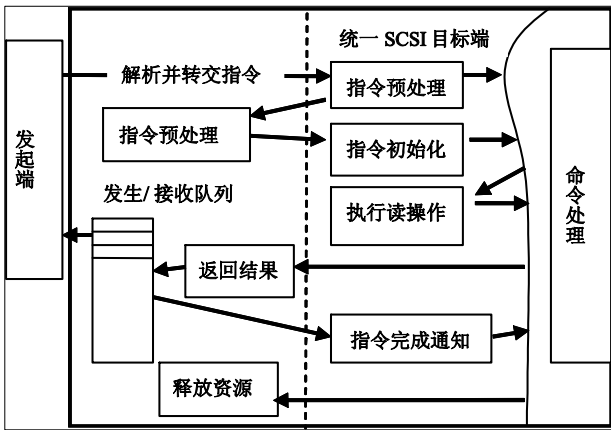 统一 SCSI 目标端
解析并转交指令
指令预处理
指令预处理
指令初始化
发起端
发生/ 接收队列
执行读操作
命令处理
返回结果
指令完成通知
释放资源